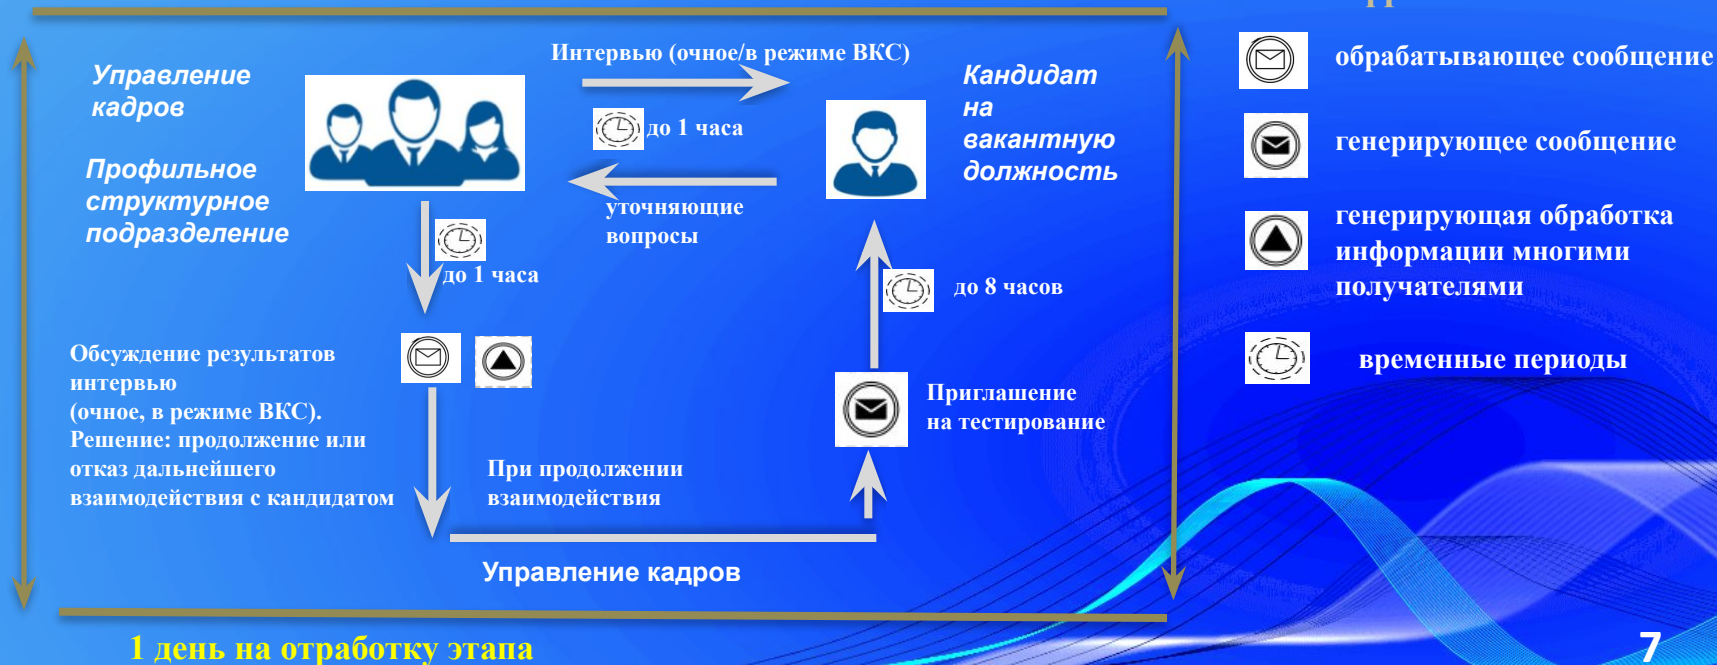 Интервью (очное/в режиме ВКС)
Управление
кадров
Профильное
структурное
подразделение
до 1 часа
уточняющие
вопросы
Кандидат
на
вакантную
должность
до 1 часа
до 8 часов
Обсуждение результатов
интервью
(очное, в режиме ВКС).
Решение: продолжение или
отказ дальнейшего
взаимодействия с кандидатом
При продолжении
взаимодействия
Приглашение
на тестирование
Управление кадров
1 день на отработку этапа
обрабатывающее сообщение
генерирующее сообщение
генерирующая обработка
информации многими
получателями
временные периоды
7